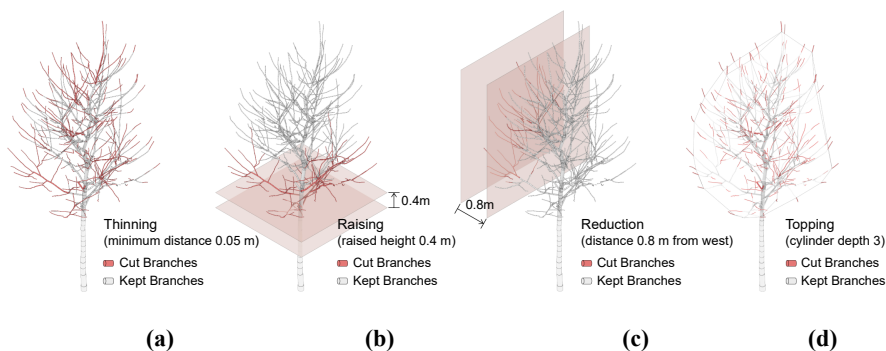 Thinning
(minimum distance 0.05 m)
Cut Branches
Kept Branches
(a)
0.4m
Raising
(raised height 0.4 m)
Cut Branches
Kept Branches
(b)
0.8m
Reduction
(distance 0.8 m from west)
Cut Branches
Kept Branches
(c)
Topping
(cylinder depth 3)
Cut Branches
Kept Branches
(d)